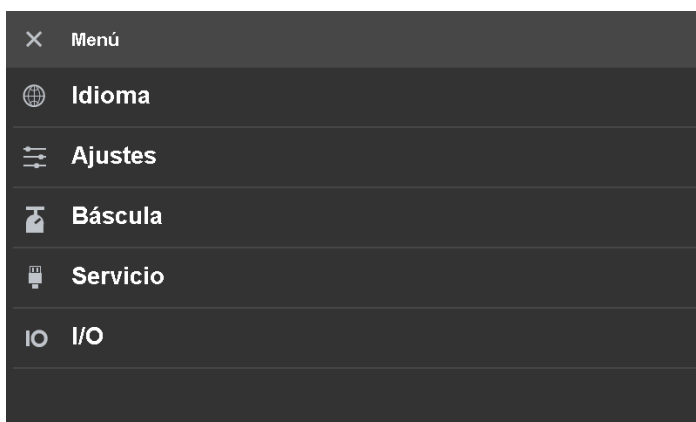 Menú
Idioma
Ajustes
Báscula
Servicio
IO I/O